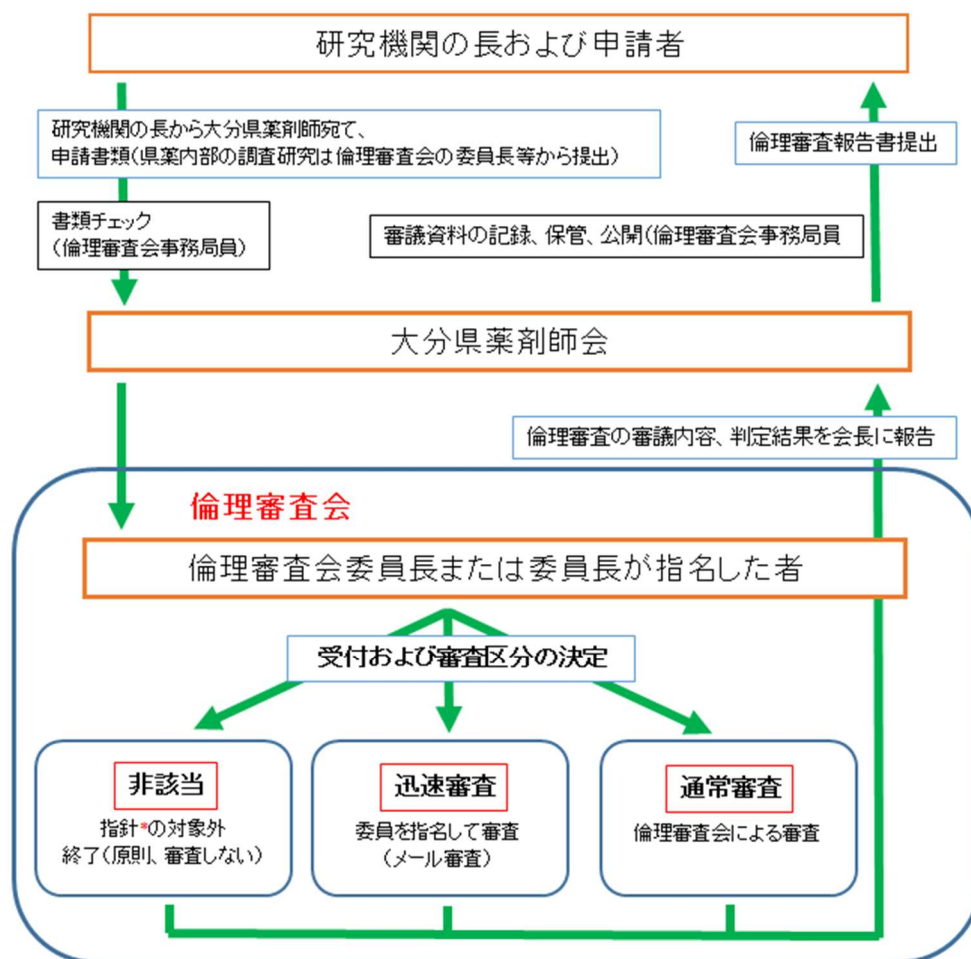 研究機関の長および申請者
研究機関の長から大分県薬剤師宛て、
申請書類(県薬内部の調査研究は倫理審査会の委員長等から提出)
倫理審査報告書提出
書類チェック
(倫理審査会事務局員)
審議資料の記録、保管、公開(倫理審査会事務局員
大分県薬剤師会
倫理審査の審議内容、判定結果を会長に報告
倫理審査会
倫理審査会委員長または委員長が指名した者
受付および審査区分の決定
非該当
指針*の対象外
終了(原則、審査しない)
迅速審査
委員を指名して審査
(メール審査)
通常審査
倫理審査会による審査